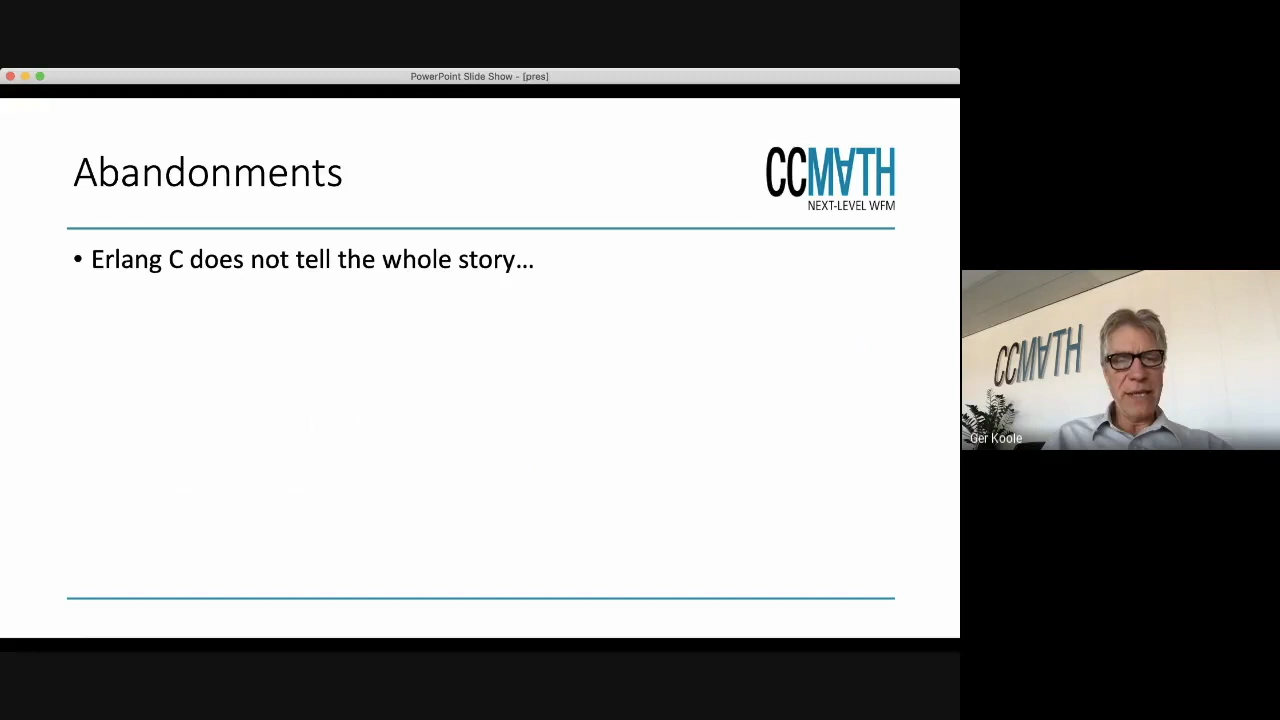 PowerPoint Slide Show - [pres]
Abandonments
CCMATH
NEXT-LEVEL WFM
• Erlang C does not tell the whole story...
CCMATH
Ger Koole